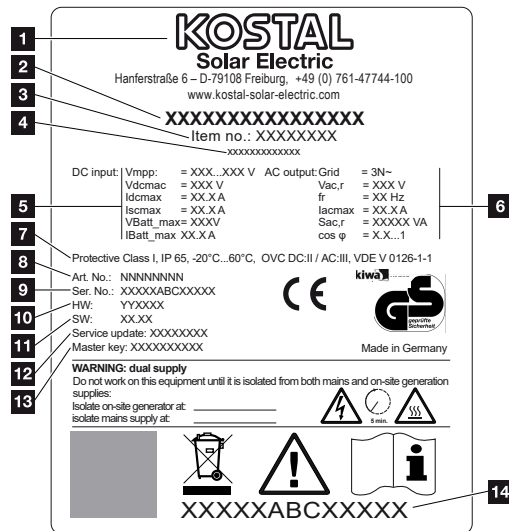 KOSTAL
Solar Electric
Hanferstraße 6 – D-79108 Freiburg, +49 (0) 761-47744-100
www.kostal-solar-electric.com
XXXXXXXXXXXXXXXX
Item no.: XXXXXXXX
xxxxxxxxxxxxx
DC input: Vmpp: = XXX...XXX V AC output: Grid = 3N~
Vdcmac = XXX V Vac,r = XXX V
Idcmax = XX.X A fr = XX Hz
Iscmax = XX.X A Iacmax = XX.X A
VBatt_max= XXXV Sac,r = XXXXX VA
IBatt_max XX.X A cos φ = X.X...1
Protective Class I, IP 65, -20°C...60°C, OVC DC:II / AC:III, VDE V 0126-1-1
Art. No.: NNNNNNNN
Ser. No.: XXXXXABCXXXXX
HW: YYXXXX
SW: XX.XX
Service update: XXXXXXXX
Master key: XXXXXXXXXX
CE
kiwa
GS
geprüfte
Sicherheit
Made in Germany
WARNING: dual supply
Do not work on this equipment until it is isolated from both mains and on-site generation
supplies:
Isolate on-site generator at:
isolate mains supply at:
5 min.
i
XXXXXABCXXXXX
1
2
3
4
5
6
7
8
9
10
11
12
13
14